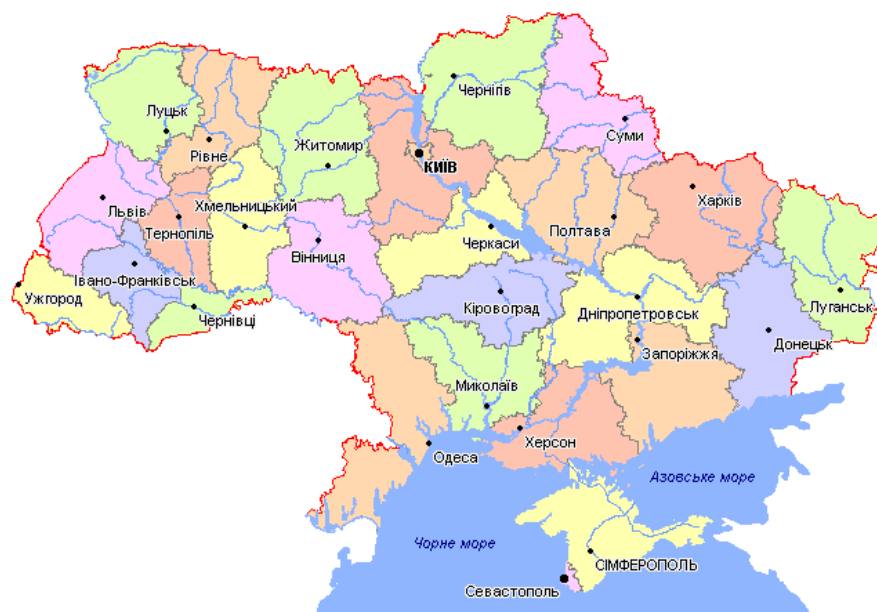 Чернігів
Луцьк
Суми
Рівне
Житомир
КИЇВ
Харків
Львів
Хмельницький
Тернопіль
Полтава
Черкаси
Вінниця
Івано-Франківськ
Ужгород
Кіровоград
Луганськ
Дніпропетровськ
Чернівці
Донецьк
Запоріжжя
Миколаїв
Херсон
Одеса
Азовське море
Чорне море
СІМФЕРОПОЛЬ
Севастополь